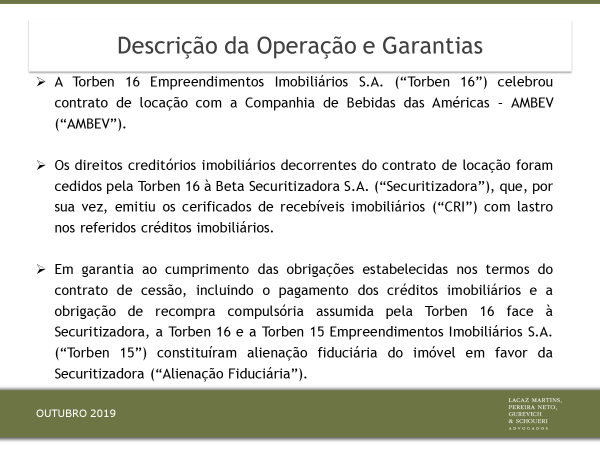 Descrição da Operação e Garantias
➢ A Torben 16 Empreendimentos Imobiliários S.A. (“Torben 16”) celebrou
contrato de locação com a Companhia de Bebidas das Américas – AMBEV
(“AMBEV”).
➢ Os direitos creditórios imobiliários decorrentes do contrato de locação foram
cedidos pela Torben 16 à Beta Securitizadora S.A. (“Securitizadora”), que, por
sua vez, emitiu os cerificados de recebíveis imobiliários (“CRI”) com lastro
nos referidos créditos imobiliários.
➢ Em garantia ao cumprimento das obrigações estabelecidas nos termos do
contrato de cessão, incluindo o pagamento dos créditos imobiliários e a
obrigação de recompra compulsória assumida pela Torben 16 face à
Securitizadora, a Torben 16 e a Torben 15 Empreendimentos Imobiliários S.A.
(“Torben 15”) constituíram alienação fiduciária do imóvel em favor da
Securitizadora (“Alienação Fiduciária”).
OUTUBRO 2019
LACAZ MARTINS,
PEREIRA NETO,
GUREVICH
& SCHOUERI
ADVOGADOS